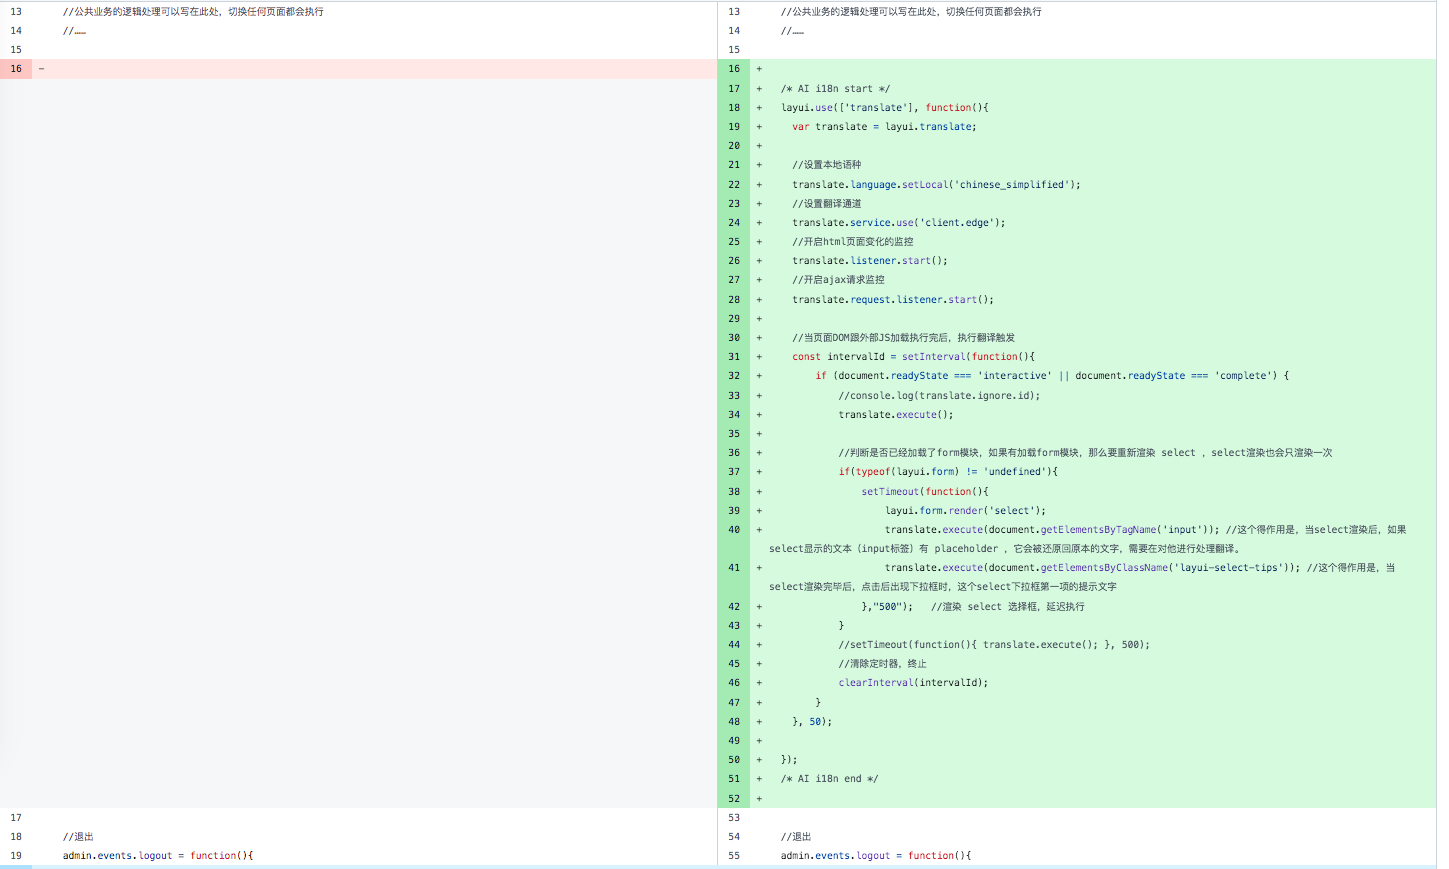 13 //公共业务的逻辑处理可以写在此处，切换任何页面都会执行
14 //……
15
16 -
17
18 //退出
19 admin.events.logout = function(){
13 //公共业务的逻辑处理可以写在此处，切换任何页面都会执行
14 //……
15
16 +
17 + /* AI i18n start */
18 + layui.use(['translate'], function(){
19 + var translate = layui.translate;
20 +
21 + //设置本地语种
22 + translate.language.setLocal('chinese_simplified');
23 + //设置翻译通道
24 + translate.service.use('client.edge');
25 + //开启html页面变化的监控
26 + translate.listener.start();
27 + //开启ajax请求监控
28 + translate.request.listener.start();
29 +
30 + //当页面DOM跟外部JS加载执行完后，执行翻译触发
31 + const intervalId = setInterval(function(){
32 + if (document.readyState === 'interactive' || document.readyState === 'complete') {
33 + //console.log(translate.ignore.id);
34 + translate.execute();
35 +
36 + //判断是否已经加载了form模块，如果有加载form模块，那么要重新渲染 select ，select渲染也会只渲染一次
37 + if(typeof(layui.form) != 'undefined'){
38 + setTimeout(function(){
39 + layui.form.render('select');
40 + translate.execute(document.getElementsByTagName('input')); //这个得作用是，当select渲染后，如果
select显示的文本（input标签）有 placeholder ，它会被还原回原本的文字，需要在对他进行处理翻译。
41 + translate.execute(document.getElementsByClassName('layui-select-tips')); //这个得作用是，当
select渲染完毕后，点击后出现下拉框时，这个select下拉框第一项的提示文字
42 + },"500"); //渲染 select 选择框，延迟执行
43 + }
44 + //setTimeout(function(){ translate.execute(); }, 500);
45 + //清除定时器，终止
46 + clearInterval(intervalId);
47 + }
48 + }, 50);
49 +
50 + });
51 + /* AI i18n end */
52 +
53
54 //退出
55 admin.events.logout = function(){